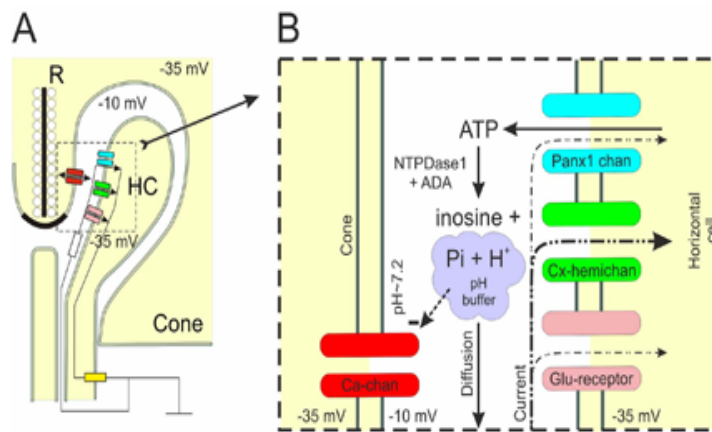 A
R
-35 mV
-10 mV
HC
-35 mV
Cone
B
ATP
NTPDase1
+ ADA
inosine +
Pi + H⁺
pH
buffer
Cone
pH~7.2
-
Ca-chan
-35 mV
-10 mV
Diffusion
Current
Panx1 chan
Cx-hemichan
Glu-receptor
-35 mV
Horizontal
cell